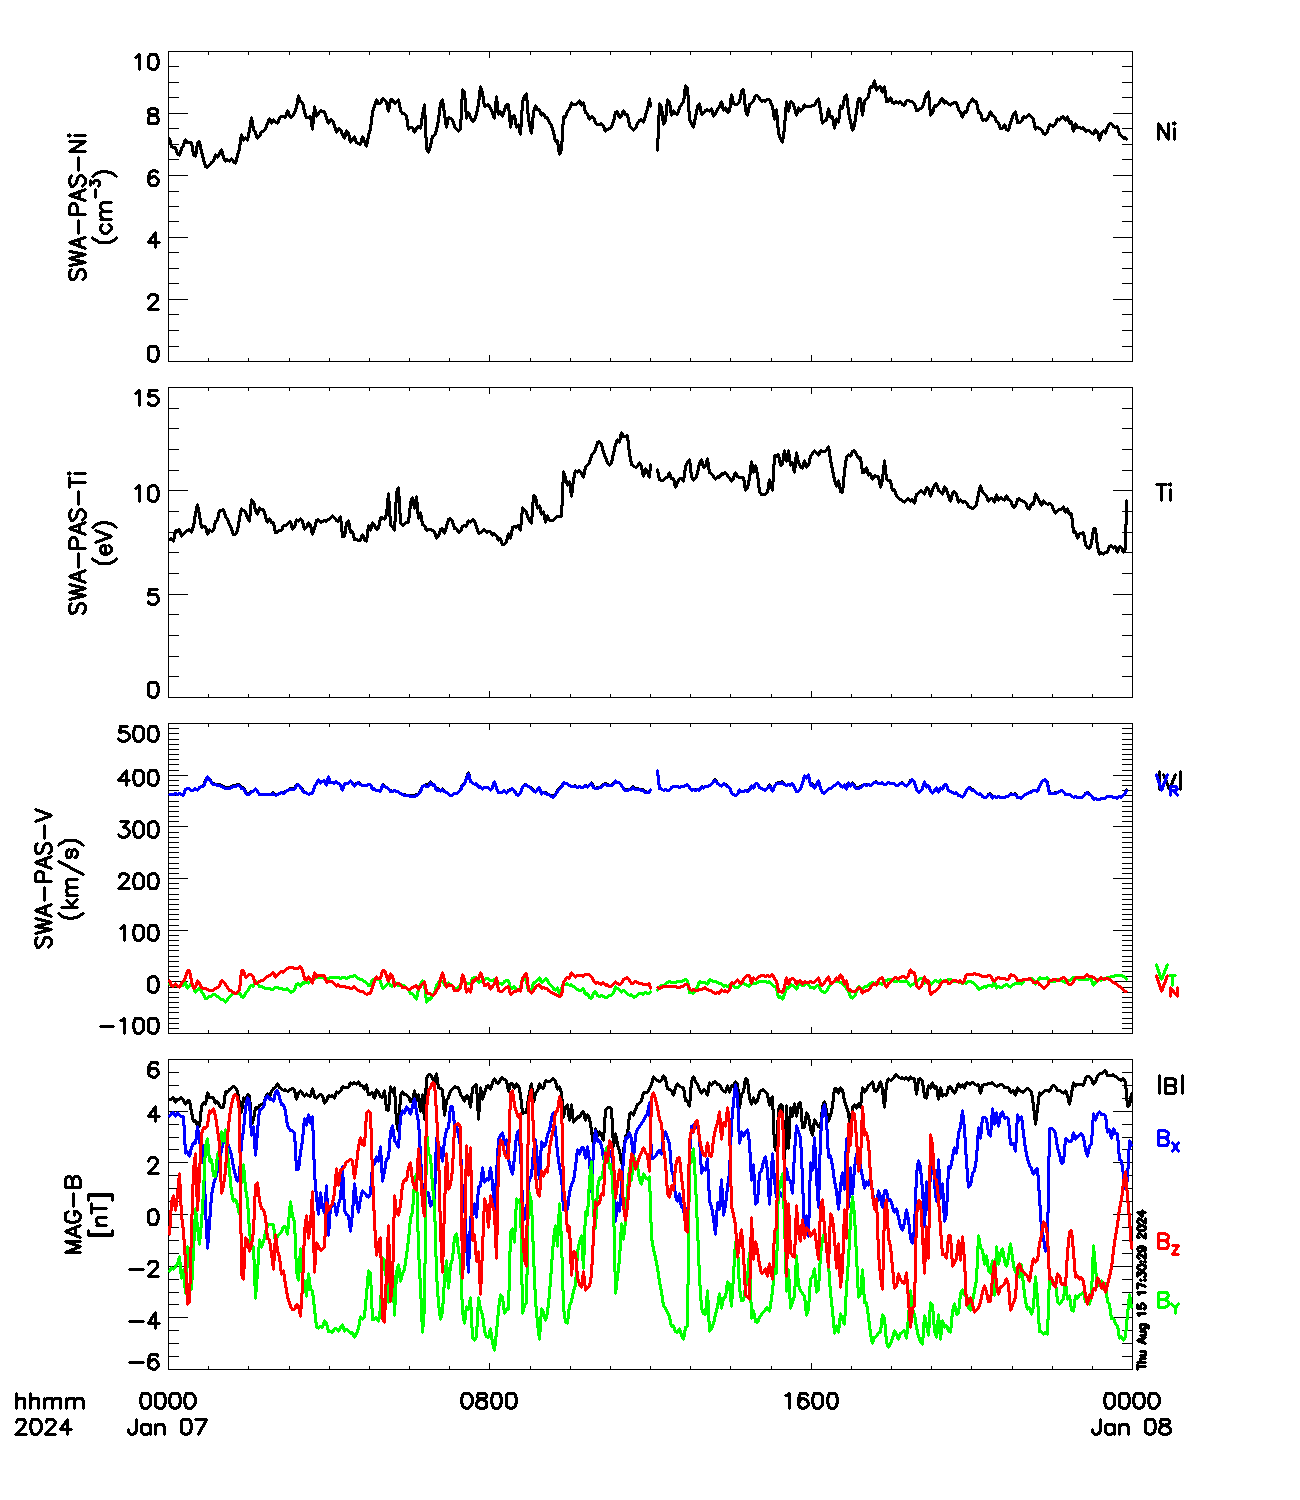 10
8
6
4
2
0
SWA-PAS-Ni
(cm⁻³)
Ni
15
10
5
0
SWA-PAS-Ti
(eV)
Ti
500
400
300
200
100
0
-100
SWA-PAS-V
(km/s)
|V|
V_R
V_T
V_N
6
4
2
0
-2
-4
-6
MAG-B
[nT]
|B|
B_X
B_Z
B_Y
Thu Aug 15 17:30:29 2024
hhmm 0000 0800 1600 0000
2024 Jan 07 Jan 08